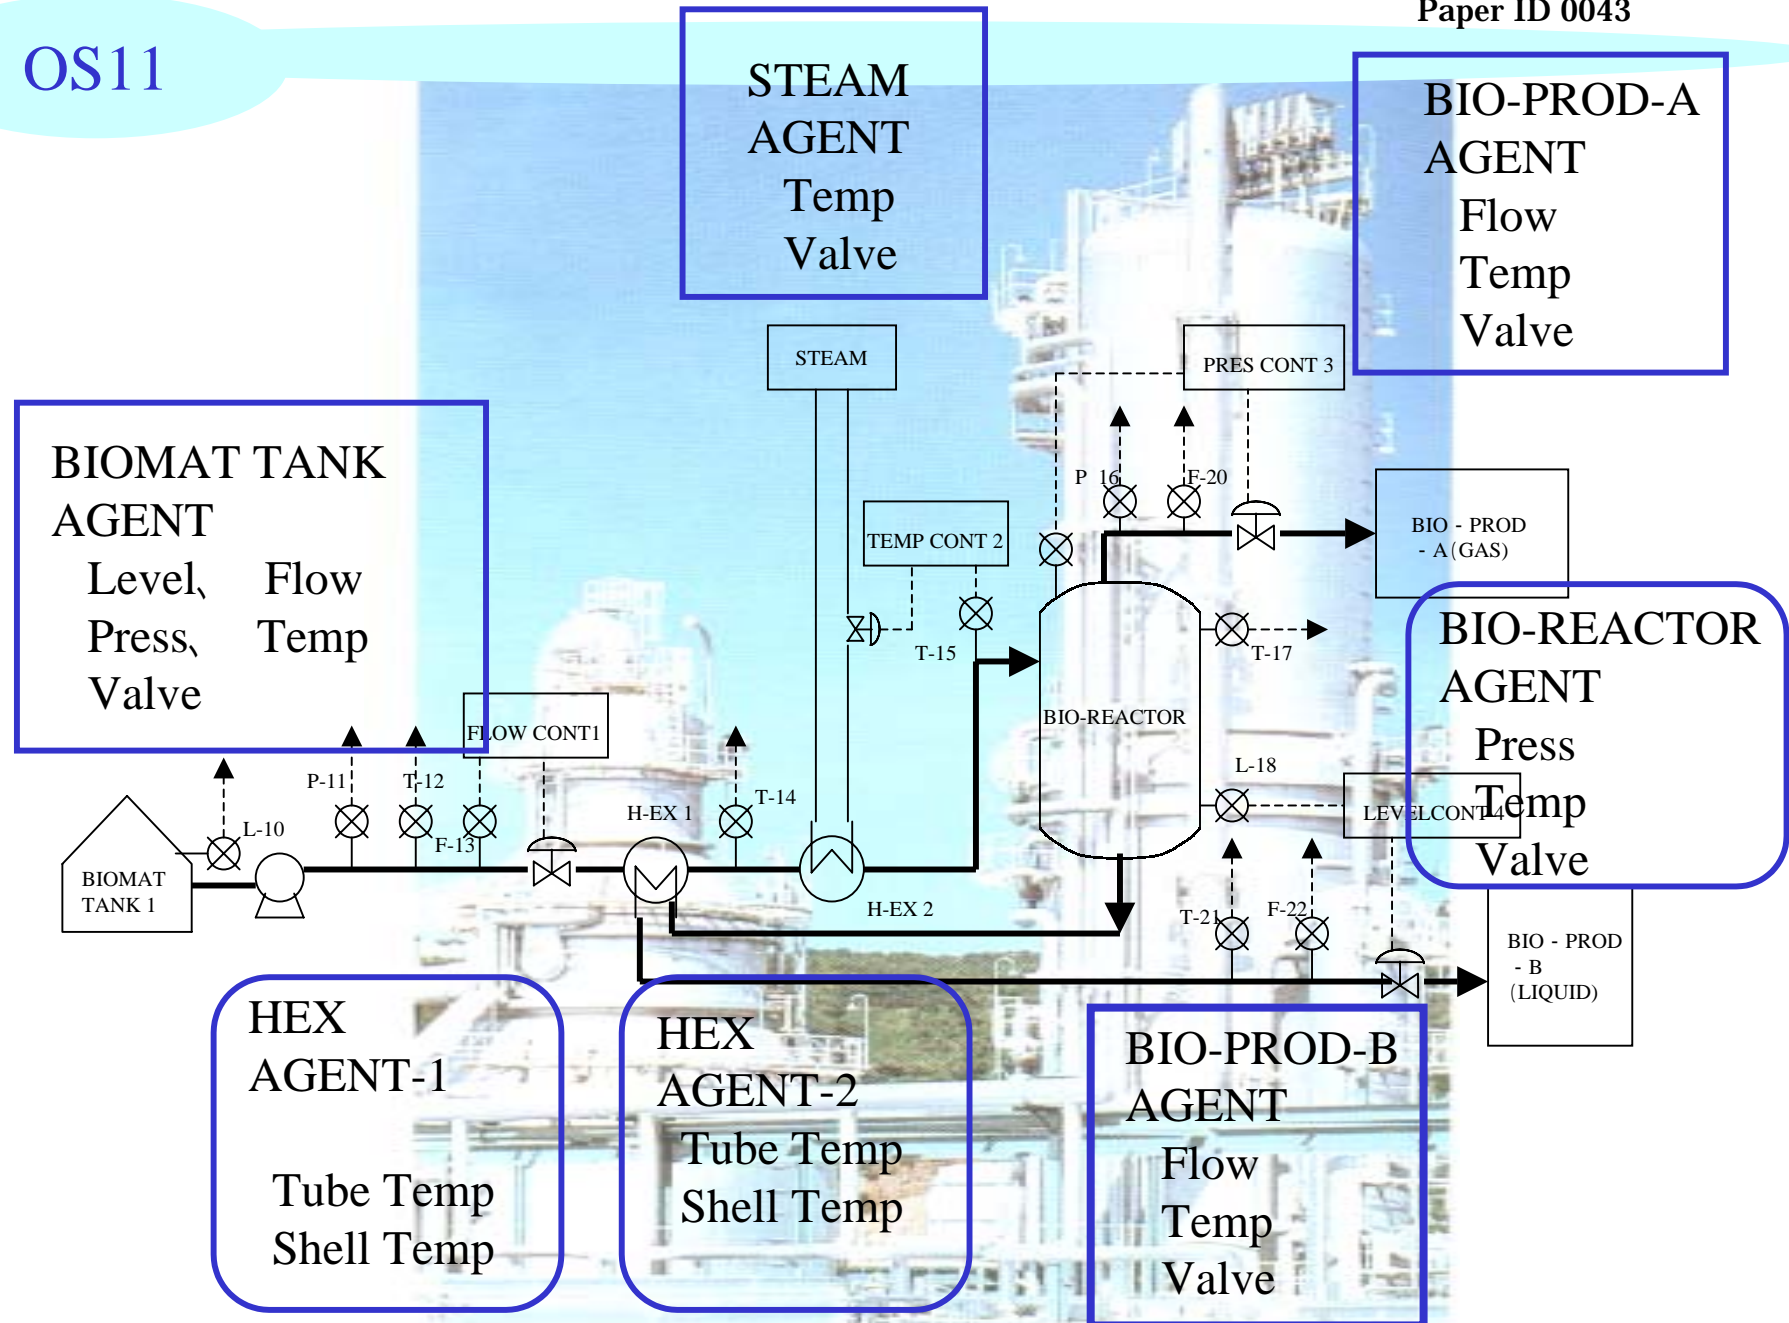 Paper ID 0043
OS11
STEAM
AGENT
Temp
Valve
BIO-PROD-A
AGENT
Flow
Temp
Valve
STEAM
PRES CONT 3
BIOMAT TANK
AGENT
Level、 Flow
Press、 Temp
Valve
P 16
F-20
TEMP CONT 2
BIO - PROD
- A(GAS)
T-15
T-17
BIO-REACTOR
AGENT
Press
Temp
Valve
FLOW CONT1
BIO-REACTOR
L-18
P-11
T-12
T-14
LEVELCONT 4
L-10
F-13
H-EX 1
BIOMAT
TANK 1
H-EX 2
T-21
F-22
BIO - PROD
- B
(LIQUID)
HEX
AGENT-1
Tube Temp
Shell Temp
HEX
AGENT-2
Tube Temp
Shell Temp
BIO-PROD-B
AGENT
Flow
Temp
Valve